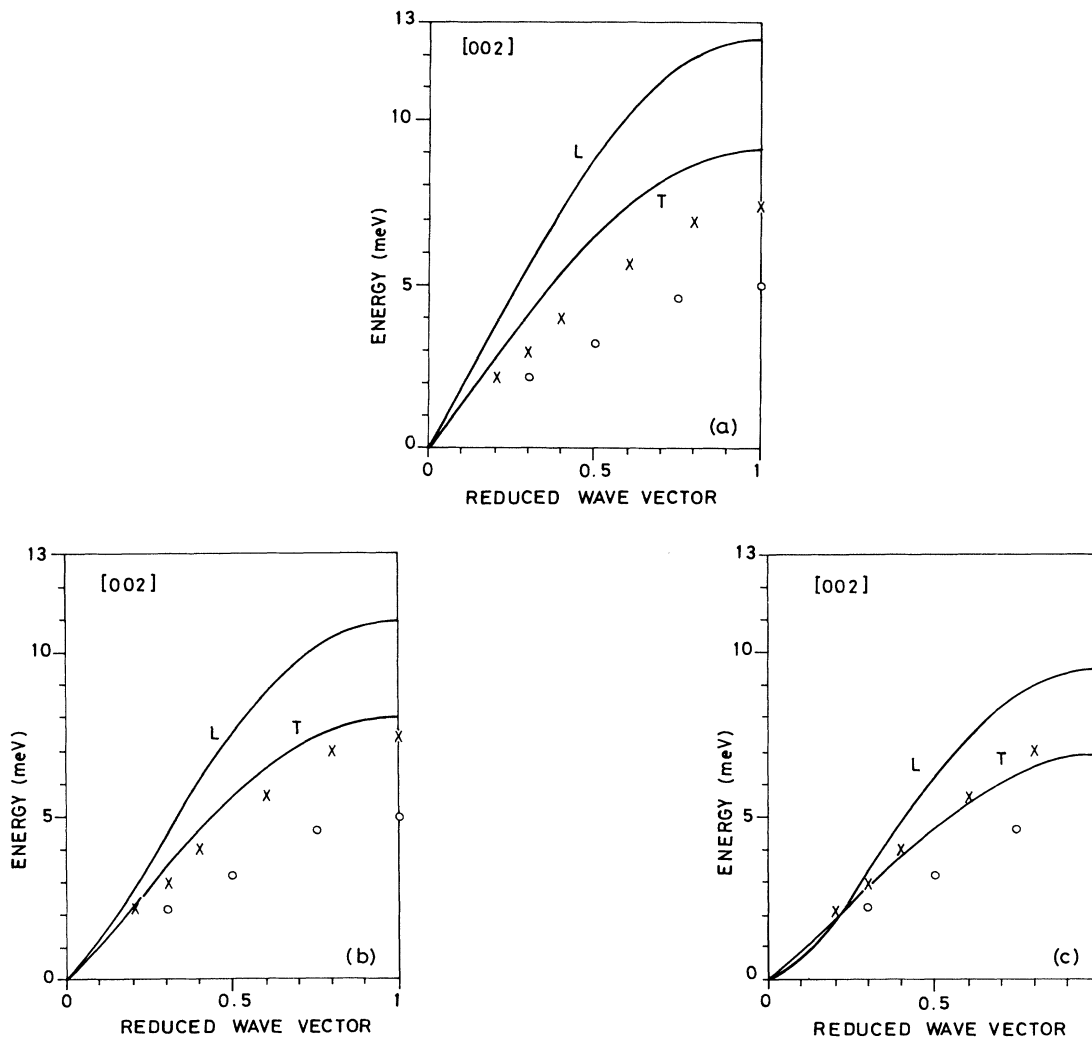 13
[002]
10
L
T
ENERGY (meV)
5
(a)
0
0
0.5
1
REDUCED WAVE VECTOR
13
[002]
10
L
T
ENERGY (meV)
5
(b)
0
0
0.5
1
REDUCED WAVE VECTOR
13
[002]
10
L
T
ENERGY (meV)
5
(c)
0
0
0.5
REDUCED WAVE VECTOR